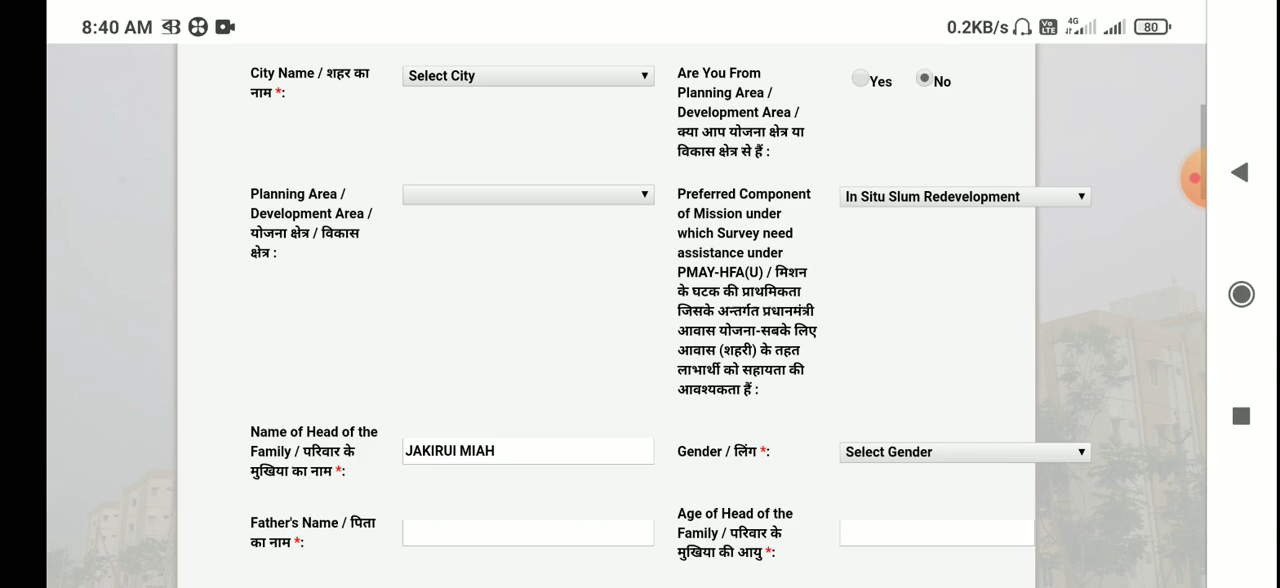 8:40 AM
0.2KB/s
Vo LTE
4G
80
City Name / शहर का
नाम *:
Select City
Are You From
Planning Area /
Development Area /
क्या आप योजना क्षेत्र या
विकास क्षेत्र से हैं :
Yes
No
Planning Area /
Development Area /
योजना क्षेत्र / विकास
क्षेत्र :
Preferred Component
of Mission under
which Survey need
assistance under
PMAY-HFA(U) / मिशन
के घटक की प्राथमिकता
जिसके अन्तर्गत प्रधानमंत्री
आवास योजना-सबके लिए
आवास (शहरी) के तहत
लाभार्थी को सहायता की
आवश्यकता हैं :
In Situ Slum Redevelopment
Name of Head of the
Family / परिवार के
मुखिया का नाम *:
JAKIRUI MIAH
Gender / लिंग *:
Select Gender
Father's Name / पिता
का नाम *:
Age of Head of the
Family / परिवार के
मुखिया की आयु *: